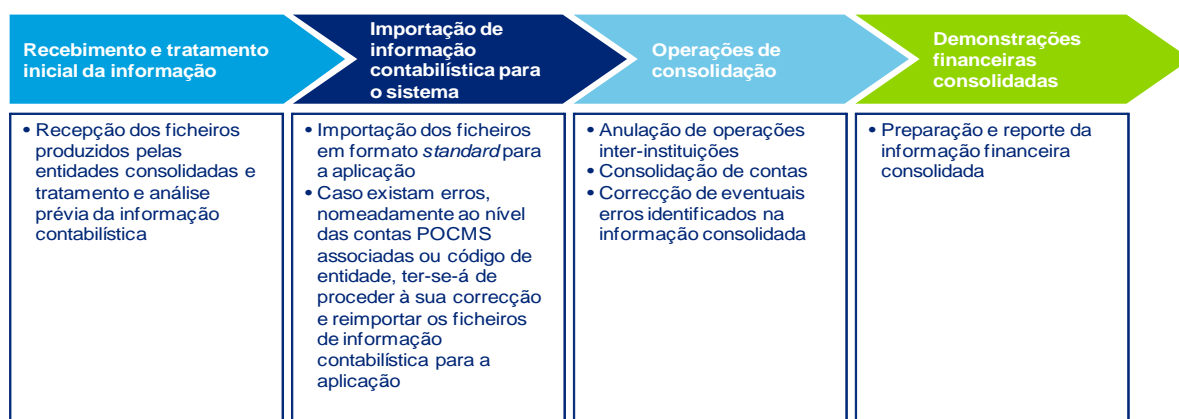 Recebimento e tratamento
inicial da informação
Importação de
informação
contabilística para
o sistema
Operações de
consolidação
Demonstrações
financeiras
consolidadas
• Recepção dos ficheiros
produzidos pelas
entidades consolidadas e
tratamento e análise
prévia da informação
contabilística
• Importação dos ficheiros
em formato standard para
a aplicação
• Caso existam erros,
nomeadamente ao nível
das contas POCMS
associadas ou código de
entidade, ter-se-á de
proceder à sua correcção
e reimportar os ficheiros
de informação
contabilística para a
aplicação
• Anulação de operações
inter-instituições
• Consolidação de contas
• Correcção de eventuais
erros identificados na
informação consolidada
• Preparação e reporte da
informação financeira
consolidada